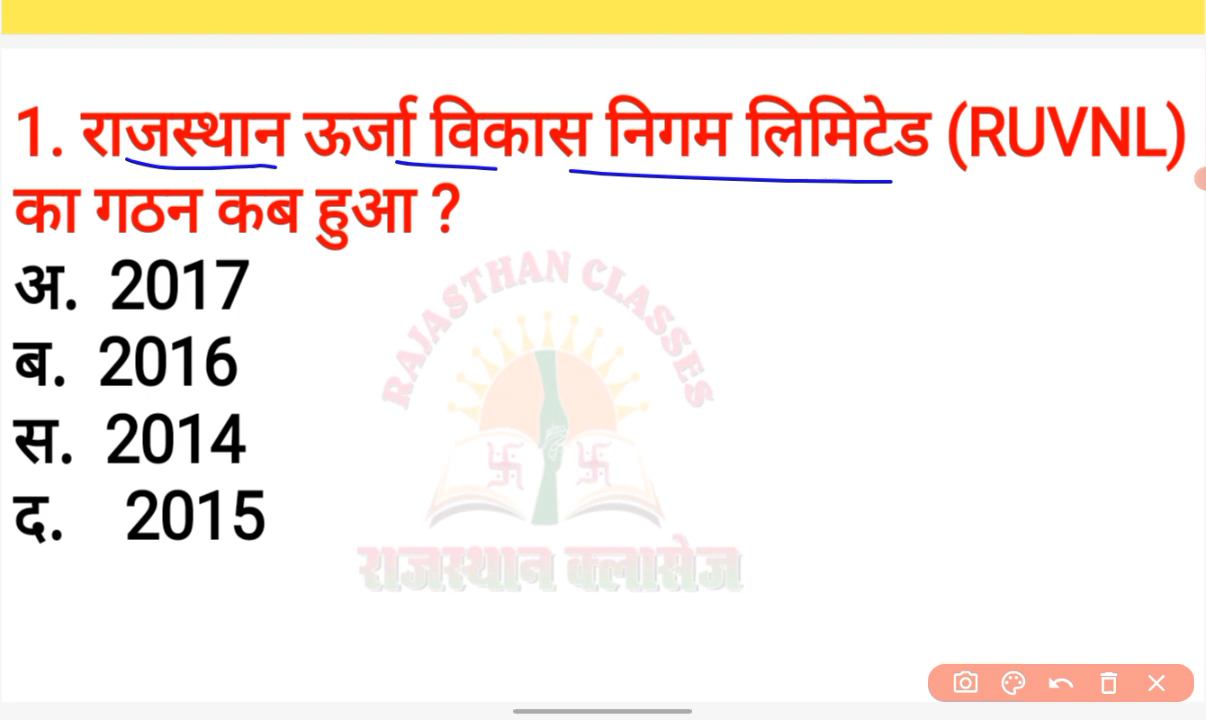 1. राजस्थान ऊर्जा विकास निगम लिमिटेड (RUVNL)
का गठन कब हुआ ?
अ. 2017
ब. 2016
स. 2014
द. 2015
RAJASTHAN CLASSES
राजस्थान क्लासेज